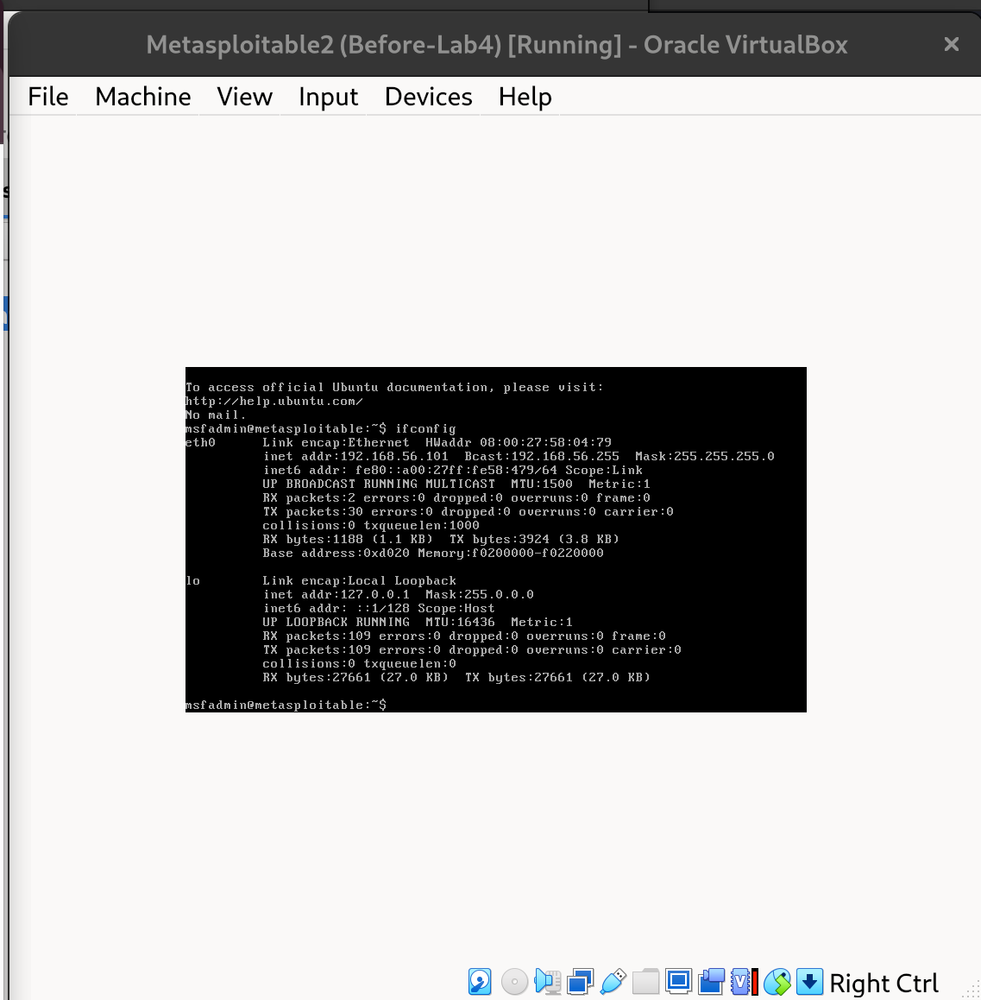 Metasploitable2 (Before-Lab4) [Running] - Oracle VirtualBox
File Machine View Input Devices Help
To access official Ubuntu documentation, please visit:
http://help.ubuntu.com/
No mail.
msfadmin@metasploitable:~$ ifconfig
eth0 Link encap:Ethernet HWaddr 08:00:27:58:04:79
inet addr:192.168.56.101 Bcast:192.168.56.255 Mask:255.255.255.0
inet6 addr: fe80::a00:27ff:fe58:479/64 Scope:Link
UP BROADCAST RUNNING MULTICAST MTU:1500 Metric:1
RX packets:2 errors:0 dropped:0 overruns:0 frame:0
TX packets:30 errors:0 dropped:0 overruns:0 carrier:0
collisions:0 txqueuelen:1000
RX bytes:1188 (1.1 KB) TX bytes:3924 (3.8 KB)
Base address:0xd020 Memory:f0200000-f0220000
lo Link encap:Local Loopback
inet addr:127.0.0.1 Mask:255.0.0.0
inet6 addr: ::1/128 Scope:Host
UP LOOPBACK RUNNING MTU:16436 Metric:1
RX packets:109 errors:0 dropped:0 overruns:0 frame:0
TX packets:109 errors:0 dropped:0 overruns:0 carrier:0
collisions:0 txqueuelen:0
RX bytes:27661 (27.0 KB) TX bytes:27661 (27.0 KB)
msfadmin@metasploitable:~$
Right Ctrl